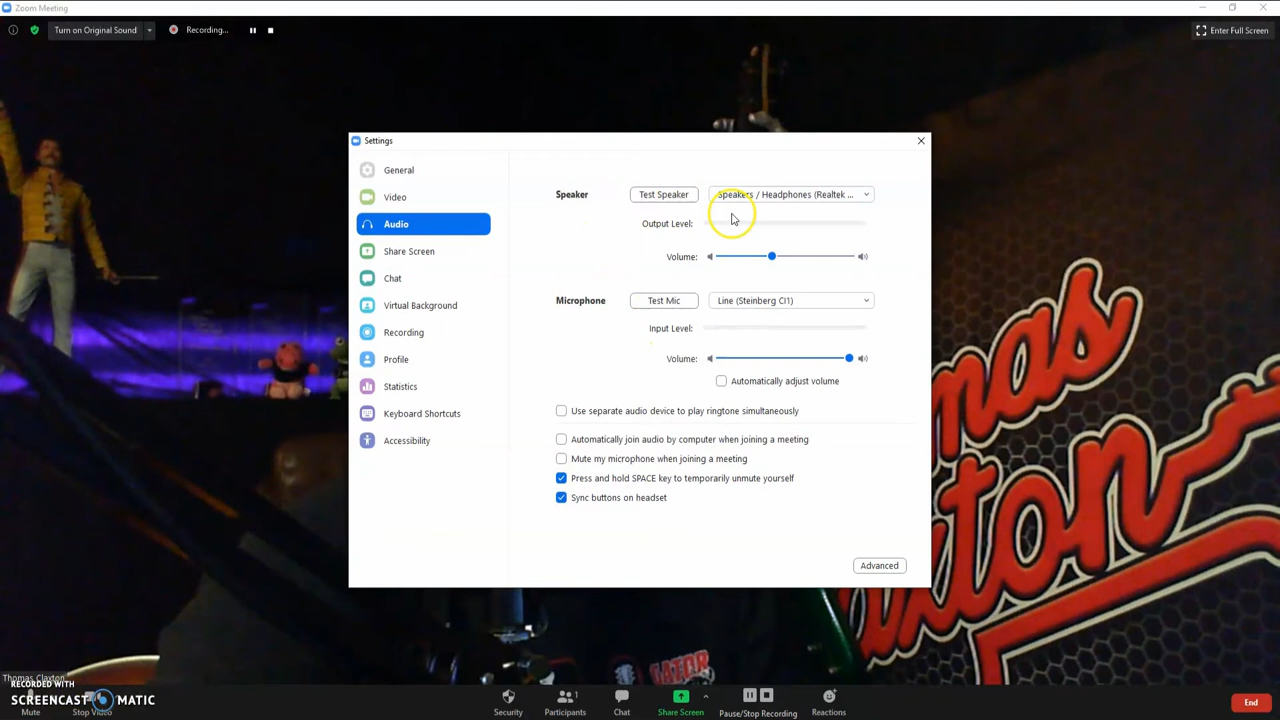 Zoom Meeting
Turn on Original Sound
Recording...
Enter Full Screen
Settings
General
Video
Audio
Share Screen
Chat
Virtual Background
Recording
Profile
Statistics
Keyboard Shortcuts
Accessibility
Speaker
Test Speaker
Speakers / Headphones (Realtek ...
Output Level:
Volume:
Microphone
Test Mic
Line (Steinberg CI1)
Input Level:
Volume:
Automatically adjust volume
Use separate audio device to play ringtone simultaneously
Automatically join audio by computer when joining a meeting
Mute my microphone when joining a meeting
Press and hold SPACE key to temporarily unmute yourself
Sync buttons on headset
Advanced
mas
xton
GATOR
Thomas Claxton
RECORDED WITH
SCREENCAST MATIC
Mute
Stop Video
Security
Participants
1
Chat
Share Screen
Pause/Stop Recording
Reactions
End